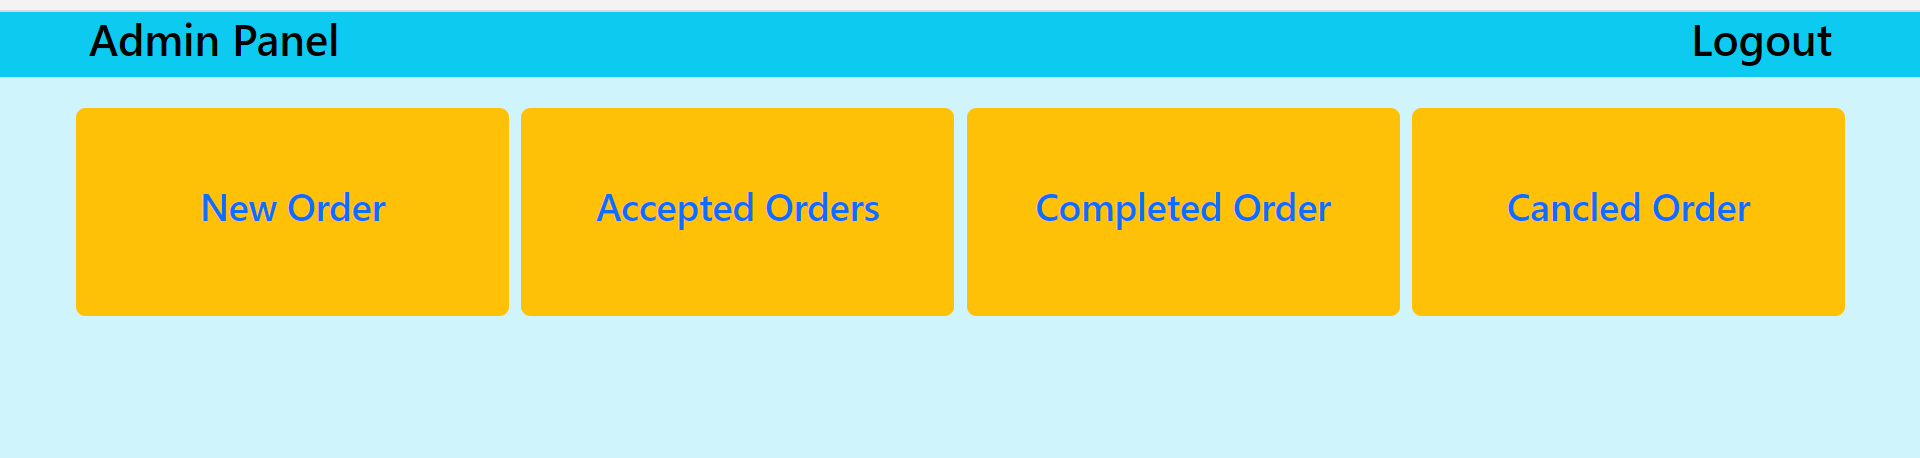 Admin Panel
Logout
New Order
Accepted Orders
Completed Order
Cancled Order